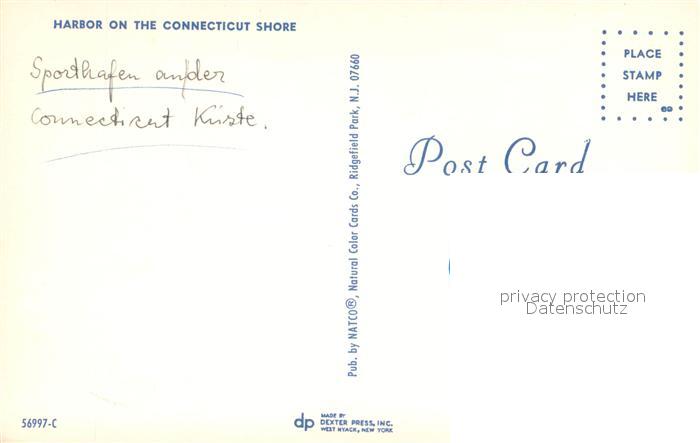 HARBOR ON THE CONNECTICUT SHORE
Sporthafen an der
Connecticut Küste.
Pub. by NATCO®, Natural Color Cards Co., Ridgefield Park, N.J. 07660
PLACE
STAMP
HERE
Post Card
privacy protection
Datenschutz
56997-C
dp
MADE BY
DEXTER PRESS, INC.
WEST NYACK, NEW YORK